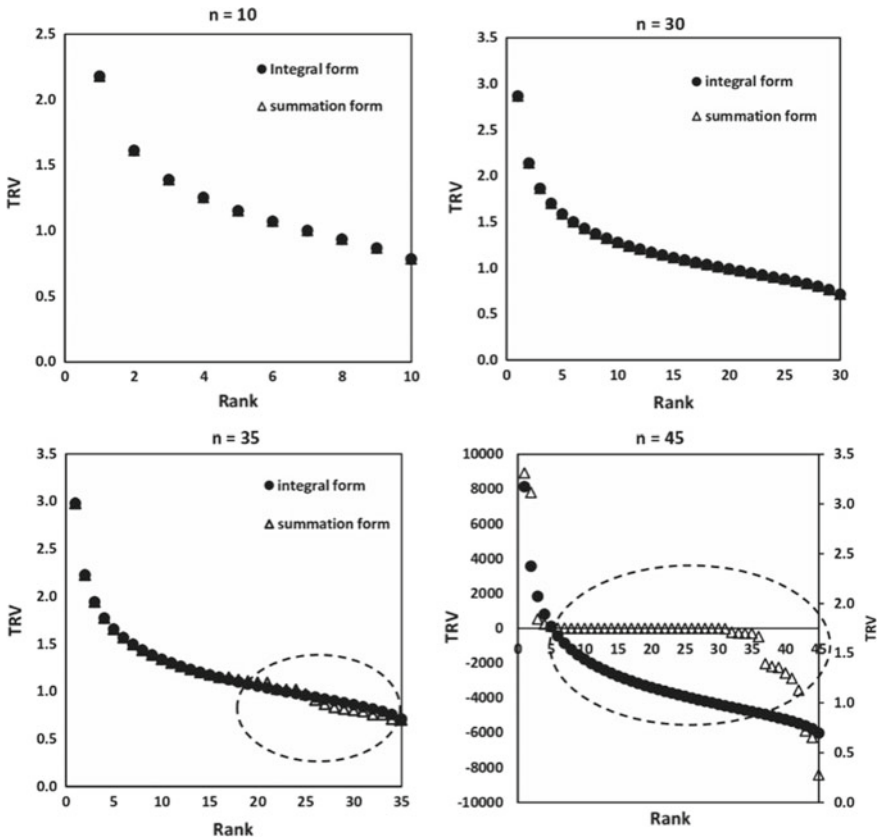 n = 10
2.5
2.0
1.5
1.0
0.5
0.0
TRV
Integral form
summation form
0 2 4 6 8 10
Rank
n = 30
3.5
3.0
2.5
2.0
1.5
1.0
0.5
0.0
TRV
integral form
summation form
0 5 10 15 20 25 30
Rank
n = 35
3.5
3.0
2.5
2.0
1.5
1.0
0.5
0.0
TRV
integral form
summation form
0 5 10 15 20 25 30 35
Rank
n = 45
10000
8000
6000
4000
2000
0
-2000
-4000
-6000
-8000
-10000
TRV
0 5 10 15 20 25 30 35 40 45
3.5
3.0
2.5
2.0
1.5
1.0
0.5
0.0
TRV
Rank